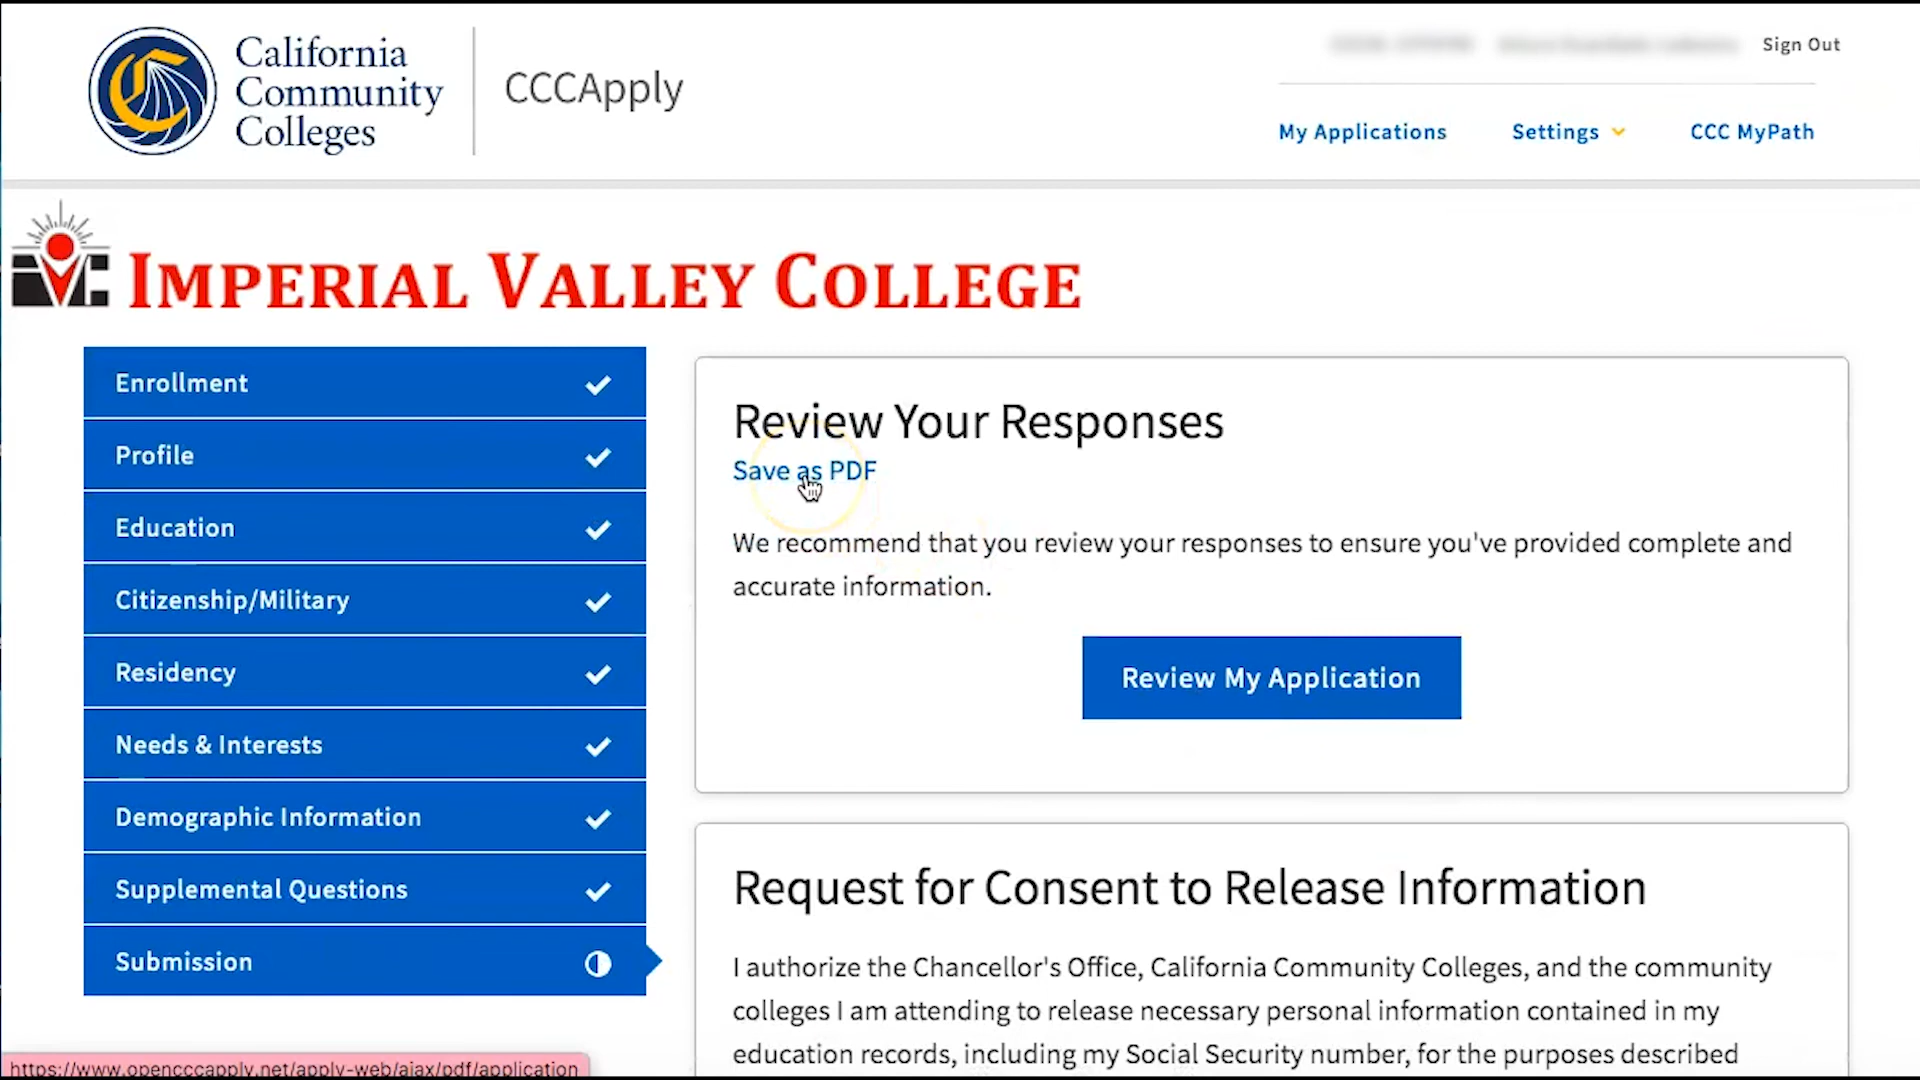 California
Community
Colleges
CCCApply
Sign Out
My Applications
Settings
CCC MyPath
IVC
IMPERIAL VALLEY COLLEGE
Enrollment
Profile
Education
Citizenship/Military
Residency
Needs & Interests
Demographic Information
Supplemental Questions
Submission
Review Your Responses
Save as PDF
We recommend that you review your responses to ensure you've provided complete and
accurate information.
Review My Application
Request for Consent to Release Information
I authorize the Chancellor's Office, California Community Colleges, and the community
colleges I am attending to release necessary personal information contained in my
education records, including my Social Security number, for the purposes described
https://www.opencccapply.net/apply-web/ajax/pdf/application